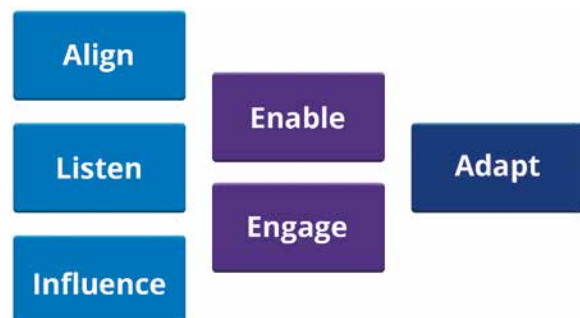 Align
Listen
Influence
Enable
Engage
Adapt